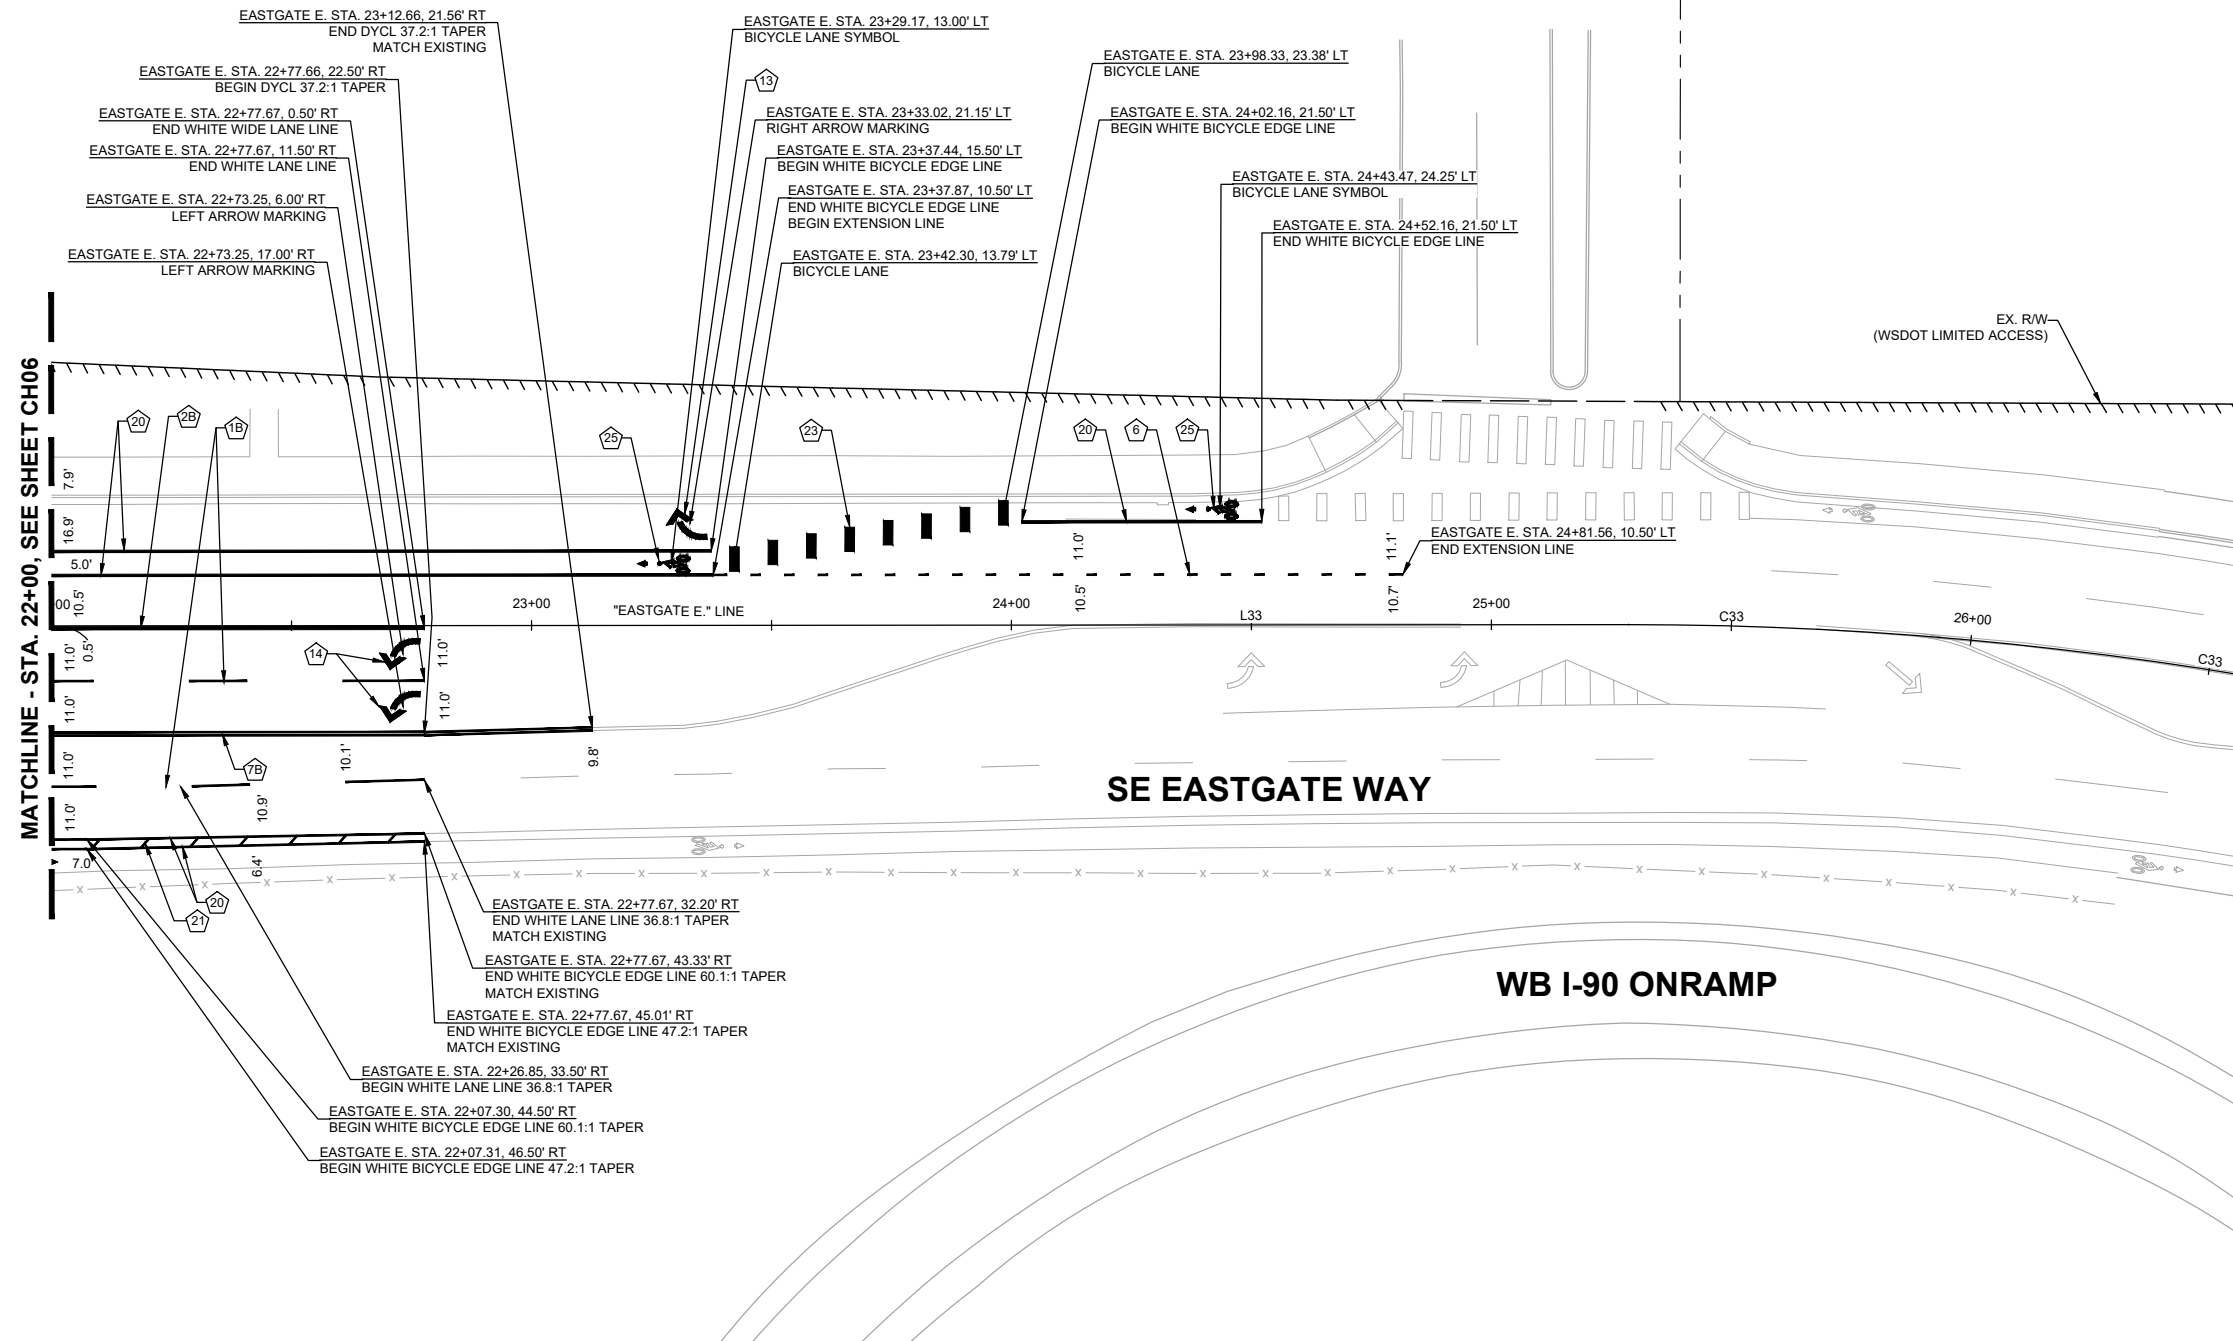 EASTGATE E. STA. 23+12.66, 21.56' RT
END DYCL 37.2:1 TAPER
MATCH EXISTING
EASTGATE E. STA. 22+77.66, 22.50' RT
BEGIN DYCL 37.2:1 TAPER
EASTGATE E. STA. 22+77.67, 0.50' RT
END WHITE WIDE LANE LINE
EASTGATE E. STA. 22+77.67, 11.50' RT
END WHITE LANE LINE
EASTGATE E. STA. 22+73.25, 6.00' RT
LEFT ARROW MARKING
EASTGATE E. STA. 22+73.25, 17.00' RT
LEFT ARROW MARKING
EASTGATE E. STA. 23+29.17, 13.00' LT
BICYCLE LANE SYMBOL
13
EASTGATE E. STA. 23+33.02, 21.15' LT
RIGHT ARROW MARKING
EASTGATE E. STA. 23+37.44, 15.50' LT
BEGIN WHITE BICYCLE EDGE LINE
EASTGATE E. STA. 23+37.87, 10.50' LT
END WHITE BICYCLE EDGE LINE
BEGIN EXTENSION LINE
EASTGATE E. STA. 23+42.30, 13.79' LT
BICYCLE LANE
EASTGATE E. STA. 23+98.33, 23.38' LT
BICYCLE LANE
EASTGATE E. STA. 24+02.16, 21.50' LT
BEGIN WHITE BICYCLE EDGE LINE
EASTGATE E. STA. 24+43.47, 24.25' LT
BICYCLE LANE SYMBOL
EASTGATE E. STA. 24+52.16, 21.50' LT
END WHITE BICYCLE EDGE LINE
EX. R/W
(WSDOT LIMITED ACCESS)
MATCHLINE - STA. 22+00, SEE SHEET CH06
20
2B
1B
25
23
20
6
25
7.9'
16.9'
5.0'
10.5'
00
0.5'
11.0'
11.0'
11.0'
11.0'
7.0'
23+00
"EASTGATE E." LINE
24+00
10.5'
11.0'
11.1'
10.7'
EASTGATE E. STA. 24+81.56, 10.50' LT
END EXTENSION LINE
L33
25+00
C33
26+00
C33
14
11.0'
11.0'
7B
10.1'
9.8'
10.9'
6.4'
20
21
SE EASTGATE WAY
WB I-90 ONRAMP
x x x x x x x x x x x x x x x x x x x x x x x x x x x x x x x x x
EASTGATE E. STA. 22+77.67, 32.20' RT
END WHITE LANE LINE 36.8:1 TAPER
MATCH EXISTING
EASTGATE E. STA. 22+77.67, 43.33' RT
END WHITE BICYCLE EDGE LINE 60.1:1 TAPER
MATCH EXISTING
EASTGATE E. STA. 22+77.67, 45.01' RT
END WHITE BICYCLE EDGE LINE 47.2:1 TAPER
MATCH EXISTING
EASTGATE E. STA. 22+26.85, 33.50' RT
BEGIN WHITE LANE LINE 36.8:1 TAPER
EASTGATE E. STA. 22+07.30, 44.50' RT
BEGIN WHITE BICYCLE EDGE LINE 60.1:1 TAPER
EASTGATE E. STA. 22+07.31, 46.50' RT
BEGIN WHITE BICYCLE EDGE LINE 47.2:1 TAPER